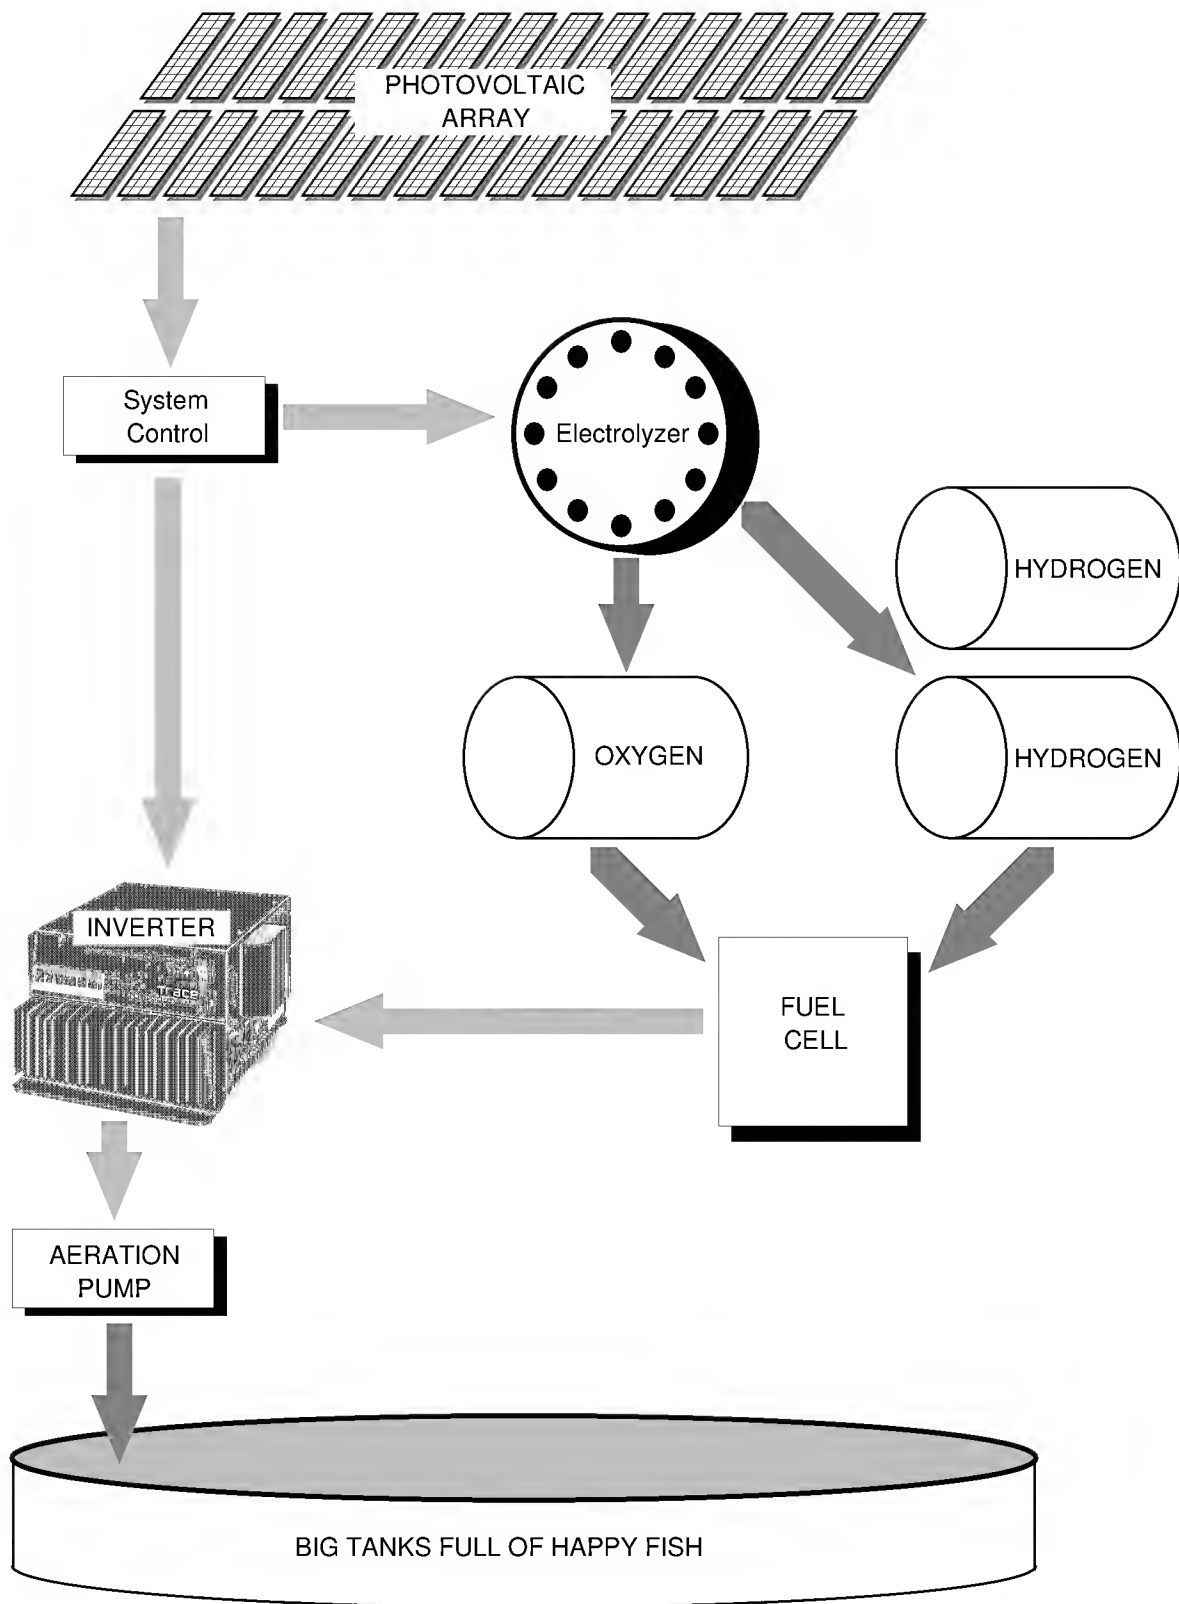 PHOTOVOLTAIC
ARRAY
System
Control
Electrolyzer
HYDROGEN
OXYGEN
HYDROGEN
INVERTER
Trace
FUEL
CELL
AERATION
PUMP
BIG TANKS FULL OF HAPPY FISH